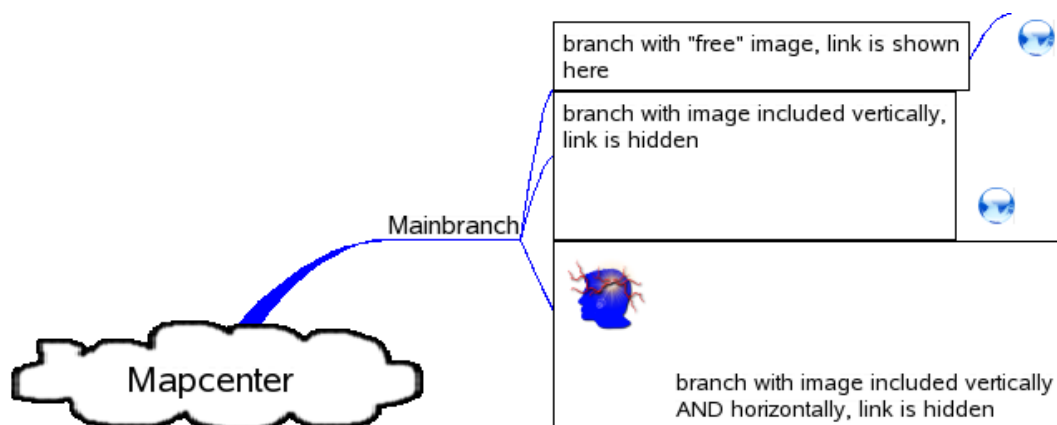 branch with "free" image, link is shown
here
branch with image included vertically,
link is hidden
Mainbranch
Mapcenter
branch with image included vertically
AND horizontally, link is hidden